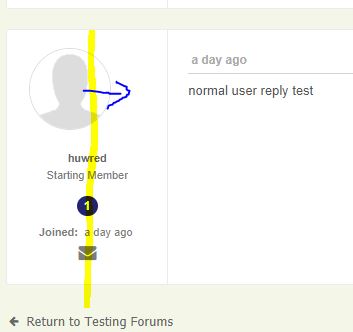 a day ago
normal user reply test
huwred
Starting Member
1
Joined: a day ago
Return to Testing Forums